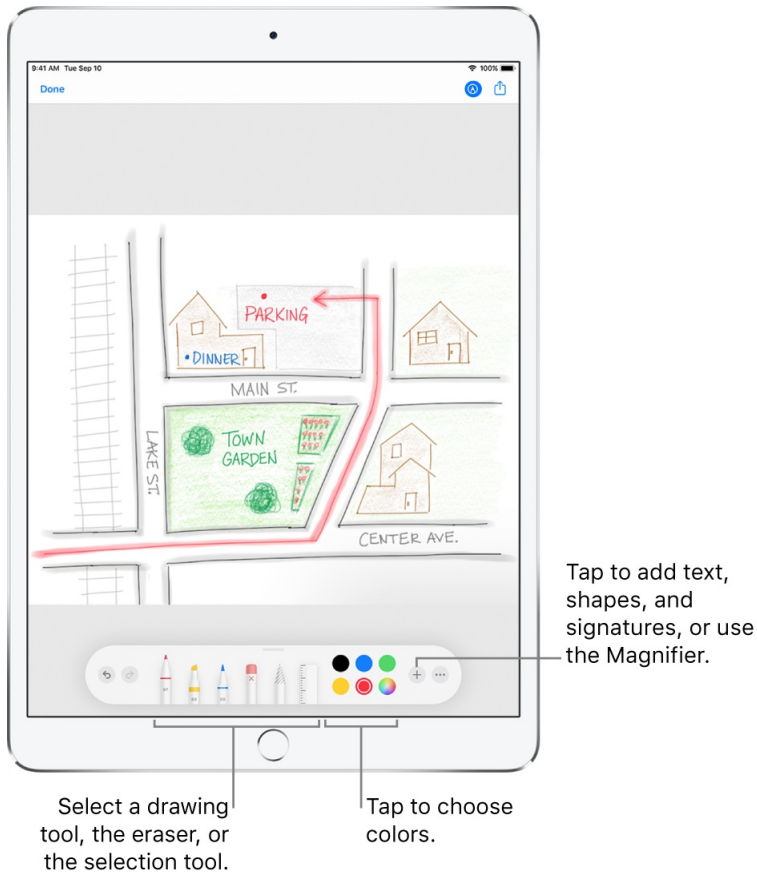 9:41 AM Tue Sep 10
100%
Done
PARKING
DINNER
MAIN ST.
TOWN
GARDEN
LAKE ST.
CENTER AVE.
Tap to add text,
shapes, and
signatures, or use
the Magnifier.
Select a drawing
tool, the eraser, or
the selection tool.
Tap to choose
colors.